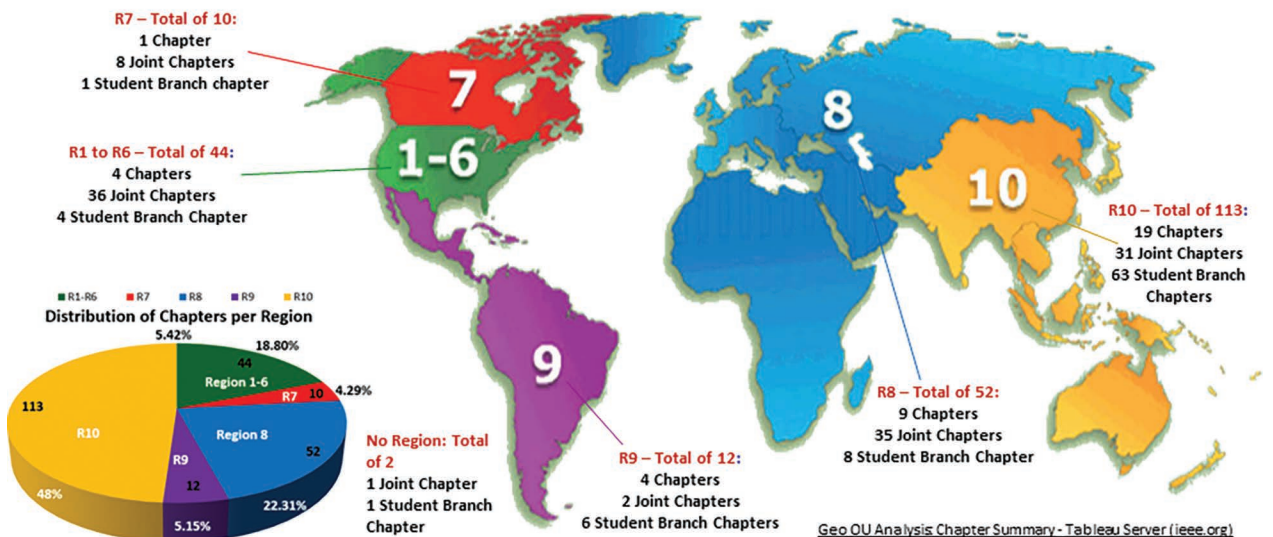 R7 – Total of 10:
1 Chapter
8 Joint Chapters
1 Student Branch chapter
7
8
R1 to R6 – Total of 44:
4 Chapters
36 Joint Chapters
4 Student Branch Chapter
1-6
10
R10 – Total of 113:
19 Chapters
31 Joint Chapters
63 Student Branch
Chapters
9
R1-R6 R7 R8 R9 R10
Distribution of Chapters per Region
5.42%
18.80%
44
Region 1-6
4.29%
R7 10
113
R10
Region 8
52
R9
12
48%
5.15%
22.31%
No Region: Total
of 2
1 Joint Chapter
1 Student Branch
Chapter
R9 – Total of 12:
4 Chapters
2 Joint Chapters
6 Student Branch Chapters
R8 – Total of 52:
9 Chapters
35 Joint Chapters
8 Student Branch Chapter
Geo OU Analysis: Chapter Summary - Tableau Server (ieee.org)